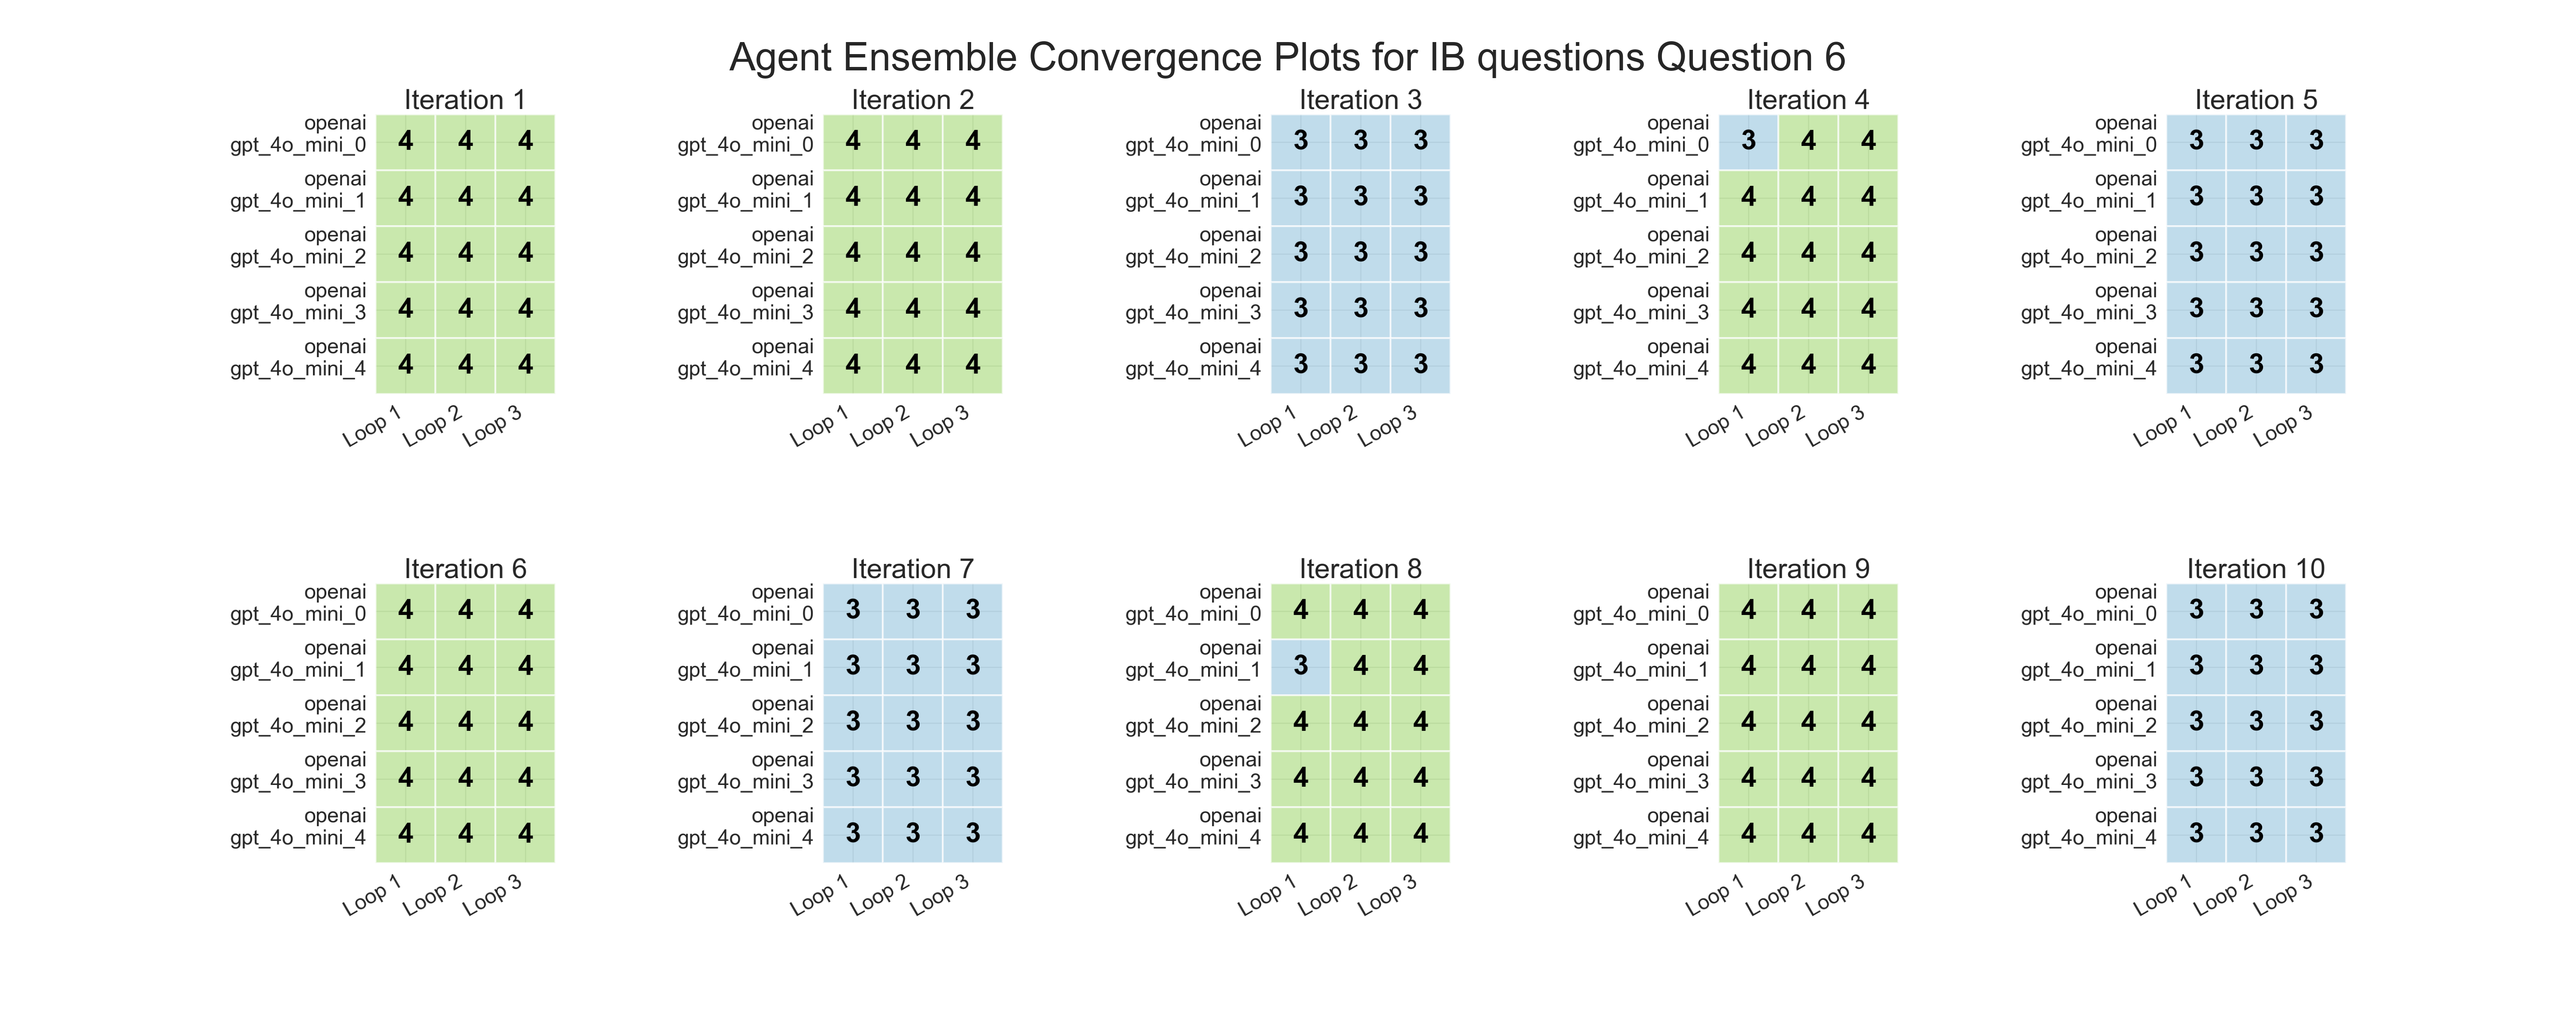 Agent Ensemble Convergence Plots for IB questions Question 6
Iteration 1
openai
gpt_4o_mini_0
4 4 4
openai
gpt_4o_mini_1
4 4 4
openai
gpt_4o_mini_2
4 4 4
openai
gpt_4o_mini_3
4 4 4
openai
gpt_4o_mini_4
4 4 4
Loop 1 Loop 2 Loop 3
Iteration 2
openai
gpt_4o_mini_0
4 4 4
openai
gpt_4o_mini_1
4 4 4
openai
gpt_4o_mini_2
4 4 4
openai
gpt_4o_mini_3
4 4 4
openai
gpt_4o_mini_4
4 4 4
Loop 1 Loop 2 Loop 3
Iteration 3
openai
gpt_4o_mini_0
3 3 3
openai
gpt_4o_mini_1
3 3 3
openai
gpt_4o_mini_2
3 3 3
openai
gpt_4o_mini_3
3 3 3
openai
gpt_4o_mini_4
3 3 3
Loop 1 Loop 2 Loop 3
Iteration 4
openai
gpt_4o_mini_0
3 4 4
openai
gpt_4o_mini_1
4 4 4
openai
gpt_4o_mini_2
4 4 4
openai
gpt_4o_mini_3
4 4 4
openai
gpt_4o_mini_4
4 4 4
Loop 1 Loop 2 Loop 3
Iteration 5
openai
gpt_4o_mini_0
3 3 3
openai
gpt_4o_mini_1
3 3 3
openai
gpt_4o_mini_2
3 3 3
openai
gpt_4o_mini_3
3 3 3
openai
gpt_4o_mini_4
3 3 3
Loop 1 Loop 2 Loop 3
Iteration 6
openai
gpt_4o_mini_0
4 4 4
openai
gpt_4o_mini_1
4 4 4
openai
gpt_4o_mini_2
4 4 4
openai
gpt_4o_mini_3
4 4 4
openai
gpt_4o_mini_4
4 4 4
Loop 1 Loop 2 Loop 3
Iteration 7
openai
gpt_4o_mini_0
3 3 3
openai
gpt_4o_mini_1
3 3 3
openai
gpt_4o_mini_2
3 3 3
openai
gpt_4o_mini_3
3 3 3
openai
gpt_4o_mini_4
3 3 3
Loop 1 Loop 2 Loop 3
Iteration 8
openai
gpt_4o_mini_0
4 4 4
openai
gpt_4o_mini_1
3 4 4
openai
gpt_4o_mini_2
4 4 4
openai
gpt_4o_mini_3
4 4 4
openai
gpt_4o_mini_4
4 4 4
Loop 1 Loop 2 Loop 3
Iteration 9
openai
gpt_4o_mini_0
4 4 4
openai
gpt_4o_mini_1
4 4 4
openai
gpt_4o_mini_2
4 4 4
openai
gpt_4o_mini_3
4 4 4
openai
gpt_4o_mini_4
4 4 4
Loop 1 Loop 2 Loop 3
Iteration 10
openai
gpt_4o_mini_0
3 3 3
openai
gpt_4o_mini_1
3 3 3
openai
gpt_4o_mini_2
3 3 3
openai
gpt_4o_mini_3
3 3 3
openai
gpt_4o_mini_4
3 3 3
Loop 1 Loop 2 Loop 3